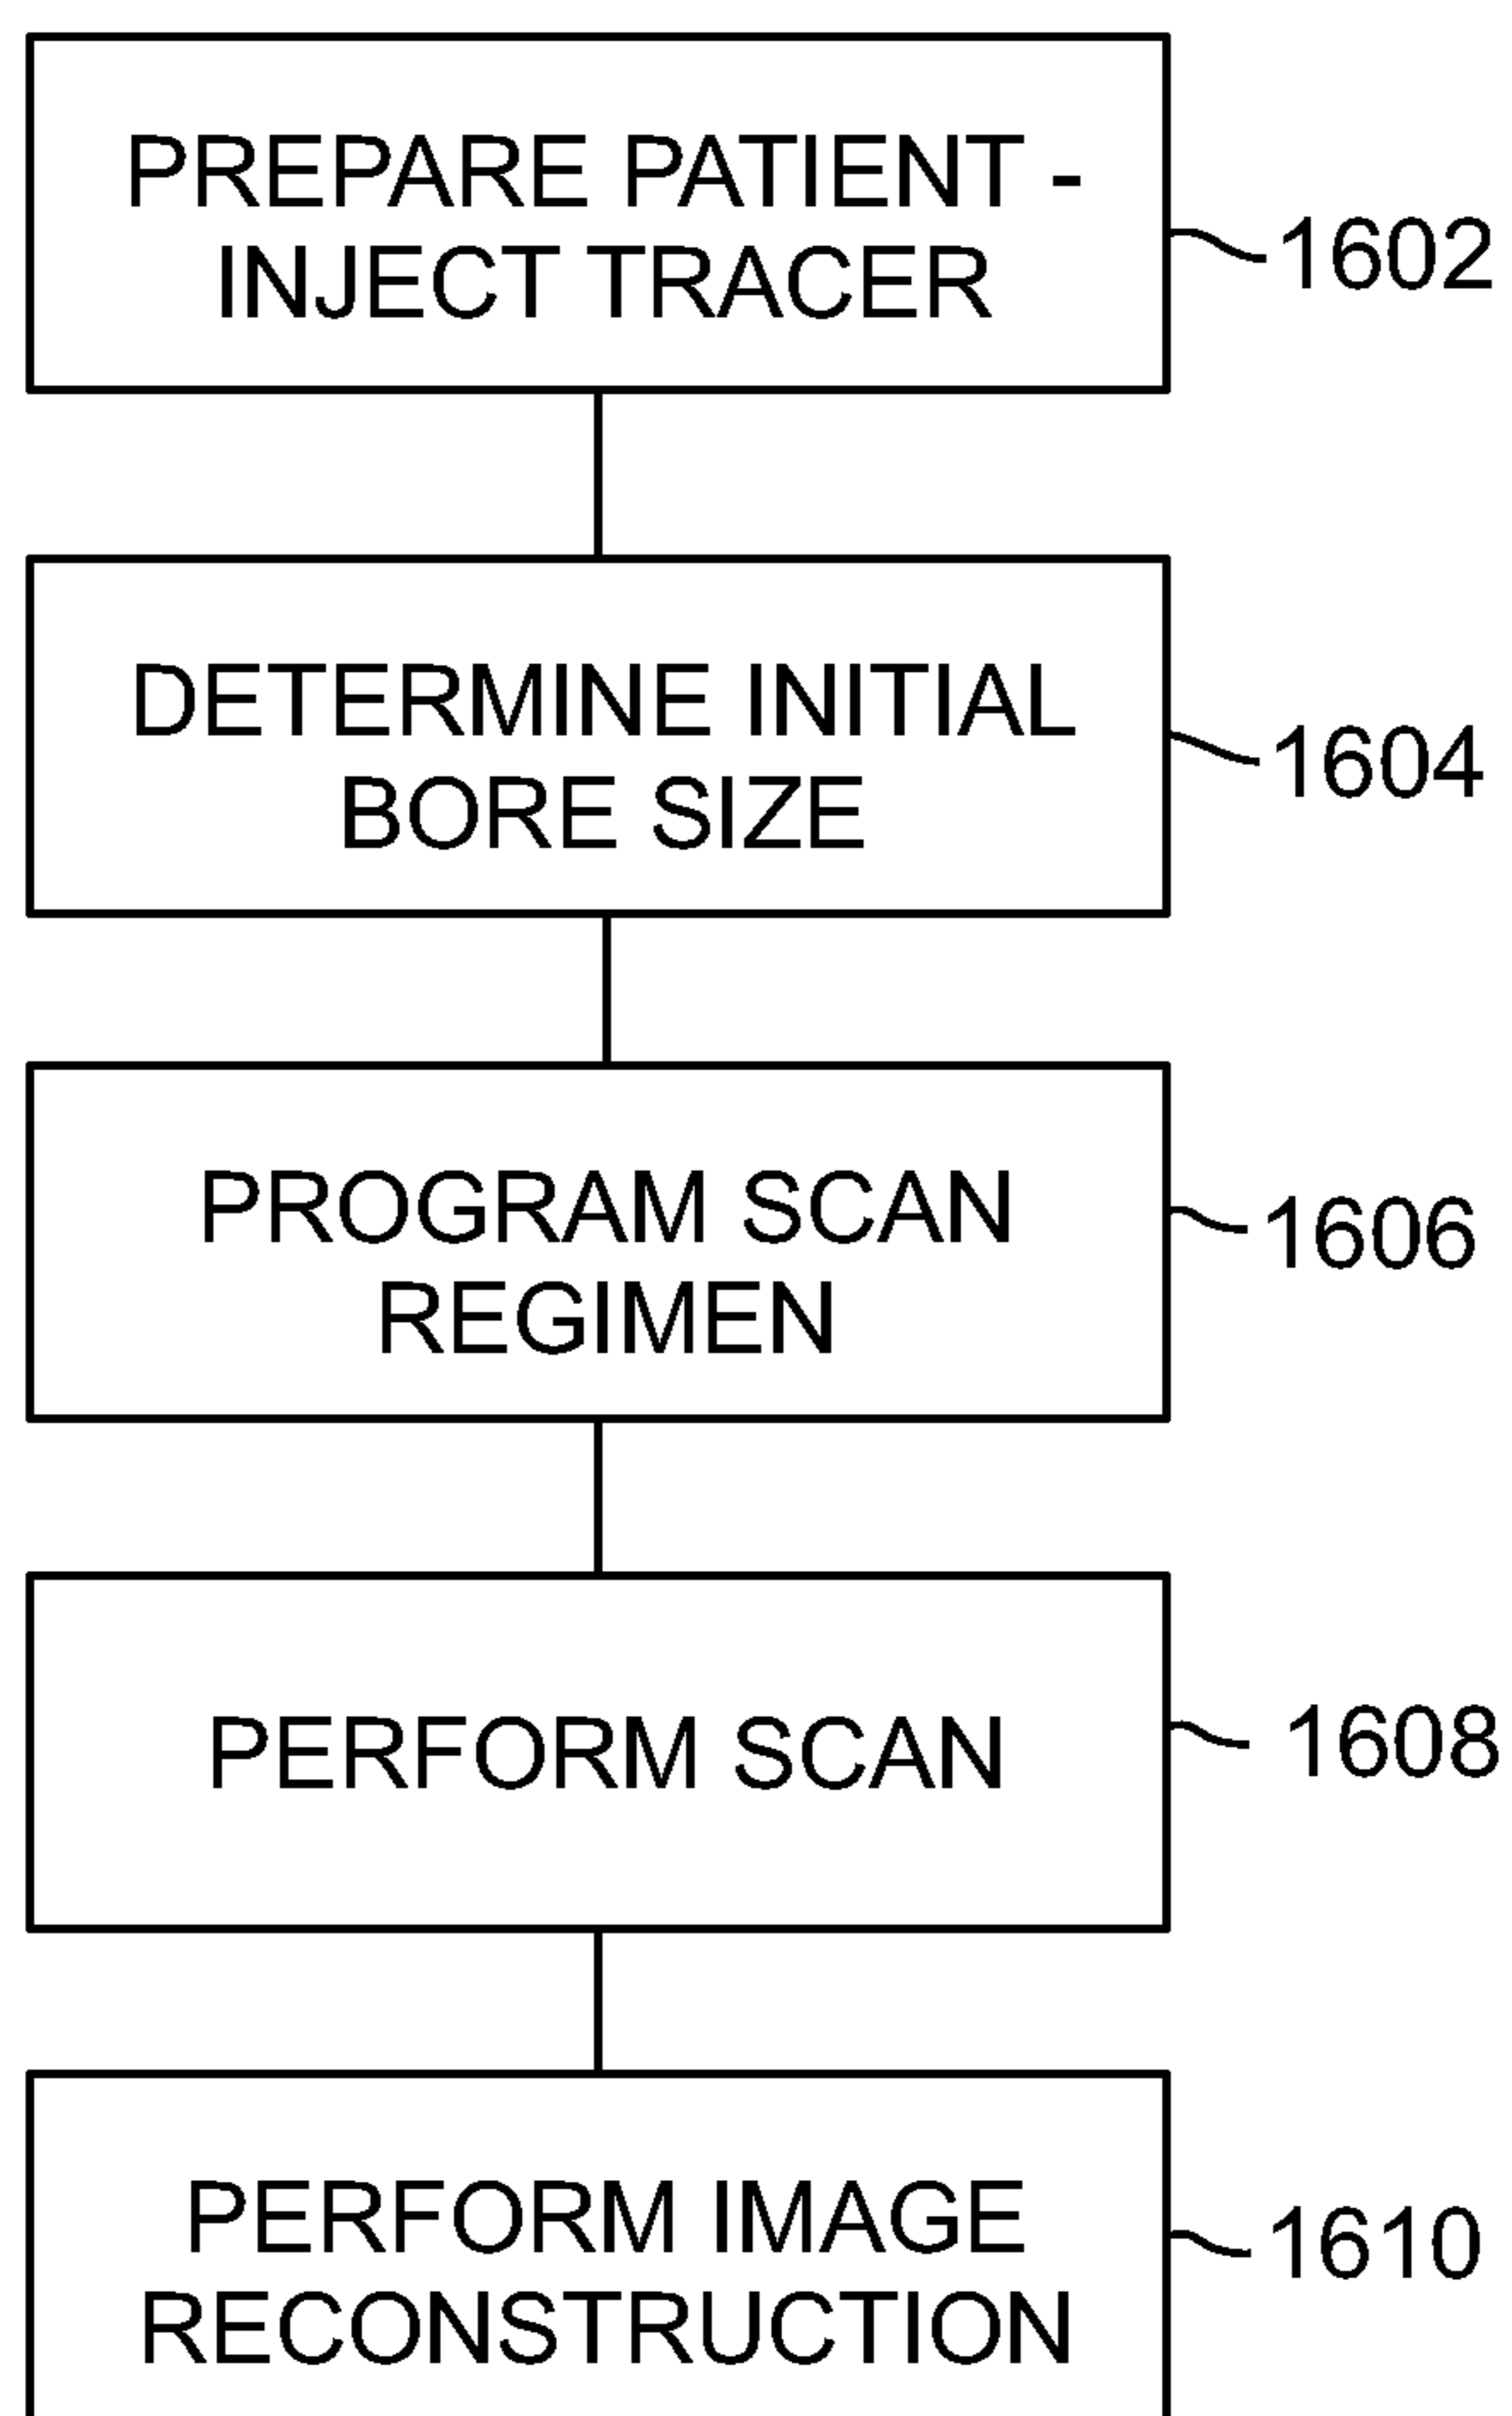 PREPARE PATIENT -
INJECT TRACER
1602
DETERMINE INITIAL
BORE SIZE
1604
PROGRAM SCAN
REGIMEN
1606
PERFORM SCAN
1608
PERFORM IMAGE
RECONSTRUCTION
1610